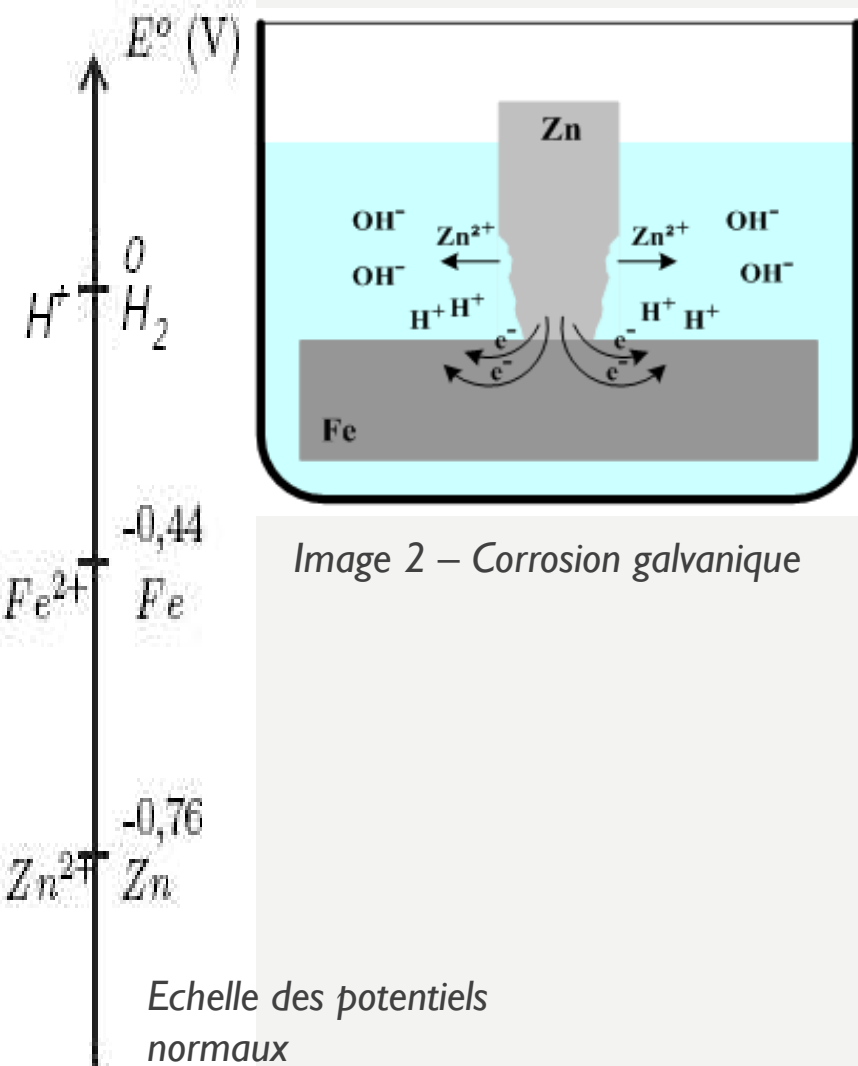 E° (V)
0
H⁺ H₂
-0,44
Fe²⁺ Fe
-0,76
Zn²⁺ Zn
Echelle des potentiels
normaux
Zn
OH⁻ Zn²⁺ Zn²⁺ OH⁻
OH⁻ OH⁻
H⁺ H⁺ H⁺ H⁺
e⁻ e⁻
e⁻ e⁻
Fe
Image 2 – Corrosion galvanique